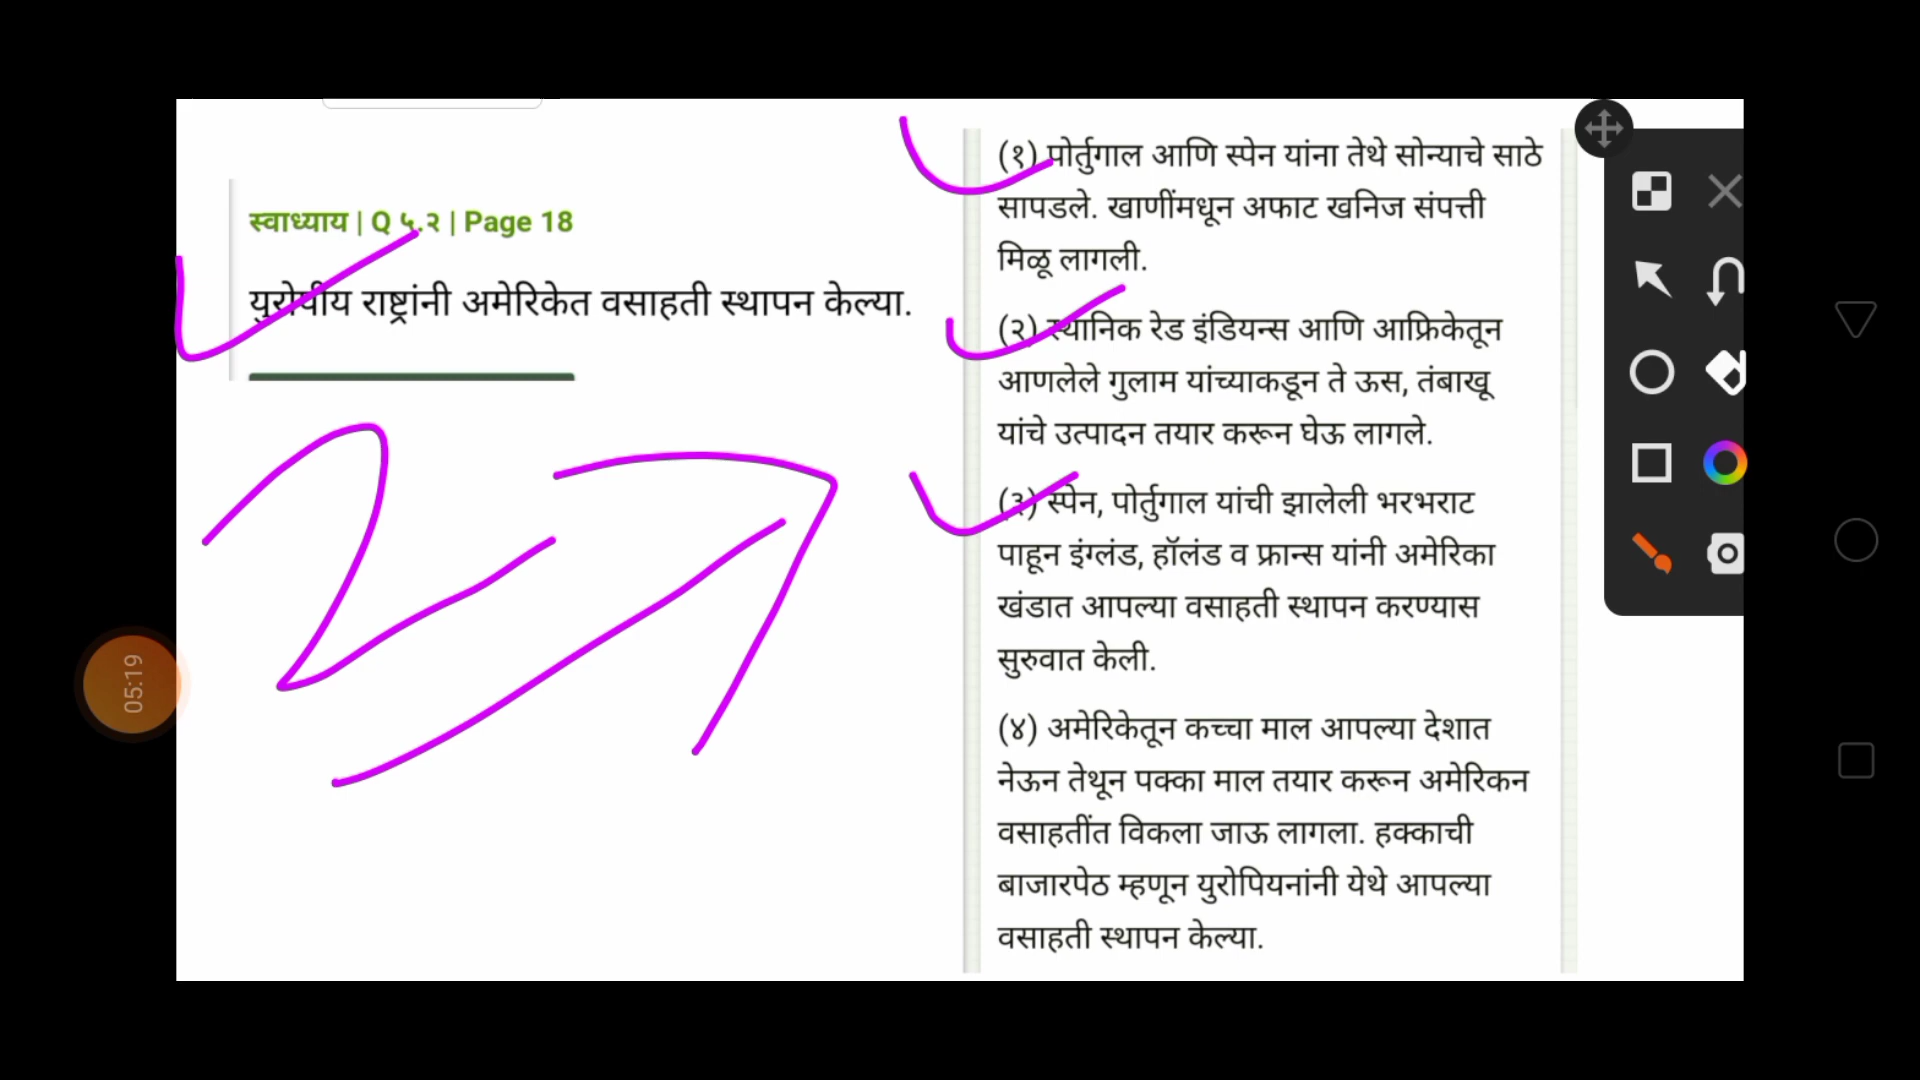 स्वाध्याय | Q ५.२ | Page 18
युरोपीय राष्ट्रांनी अमेरिकेत वसाहती स्थापन केल्या.
(१) पोर्तुगाल आणि स्पेन यांना तेथे सोन्याचे साठे
सापडले. खाणींमधून अफाट खनिज संपत्ती
मिळू लागली.
(२) स्थानिक रेड इंडियन्स आणि आफ्रिकेतून
आणलेले गुलाम यांच्याकडून ते ऊस, तंबाखू
यांचे उत्पादन तयार करून घेऊ लागले.
(३) स्पेन, पोर्तुगाल यांची झालेली भरभराट
पाहून इंग्लंड, हॉलंड व फ्रान्स यांनी अमेरिका
खंडात आपल्या वसाहती स्थापन करण्यास
सुरुवात केली.
(४) अमेरिकेतून कच्चा माल आपल्या देशात
नेऊन तेथून पक्का माल तयार करून अमेरिकन
वसाहतींत विकला जाऊ लागला. हक्काची
बाजारपेठ म्हणून युरोपियनांनी येथे आपल्या
वसाहती स्थापन केल्या.
05:19